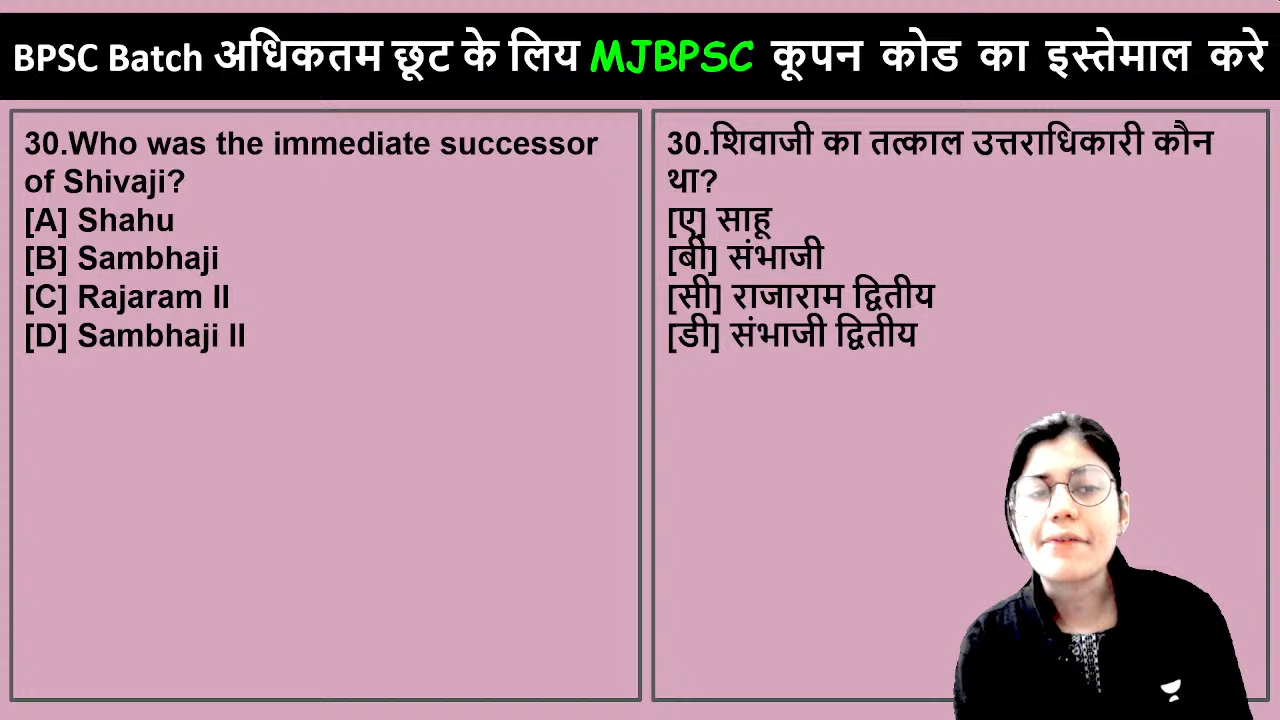 BPSC Batch अधिकतम छूट के लिय MJBPSC कूपन कोड का इस्तेमाल करे
30.Who was the immediate successor
of Shivaji?
[A] Shahu
[B] Sambhaji
[C] Rajaram II
[D] Sambhaji II
30.शिवाजी का तत्काल उत्तराधिकारी कौन
था?
[ए] साहू
[बी] संभाजी
[सी] राजाराम द्वितीय
[डी] संभाजी द्वितीय